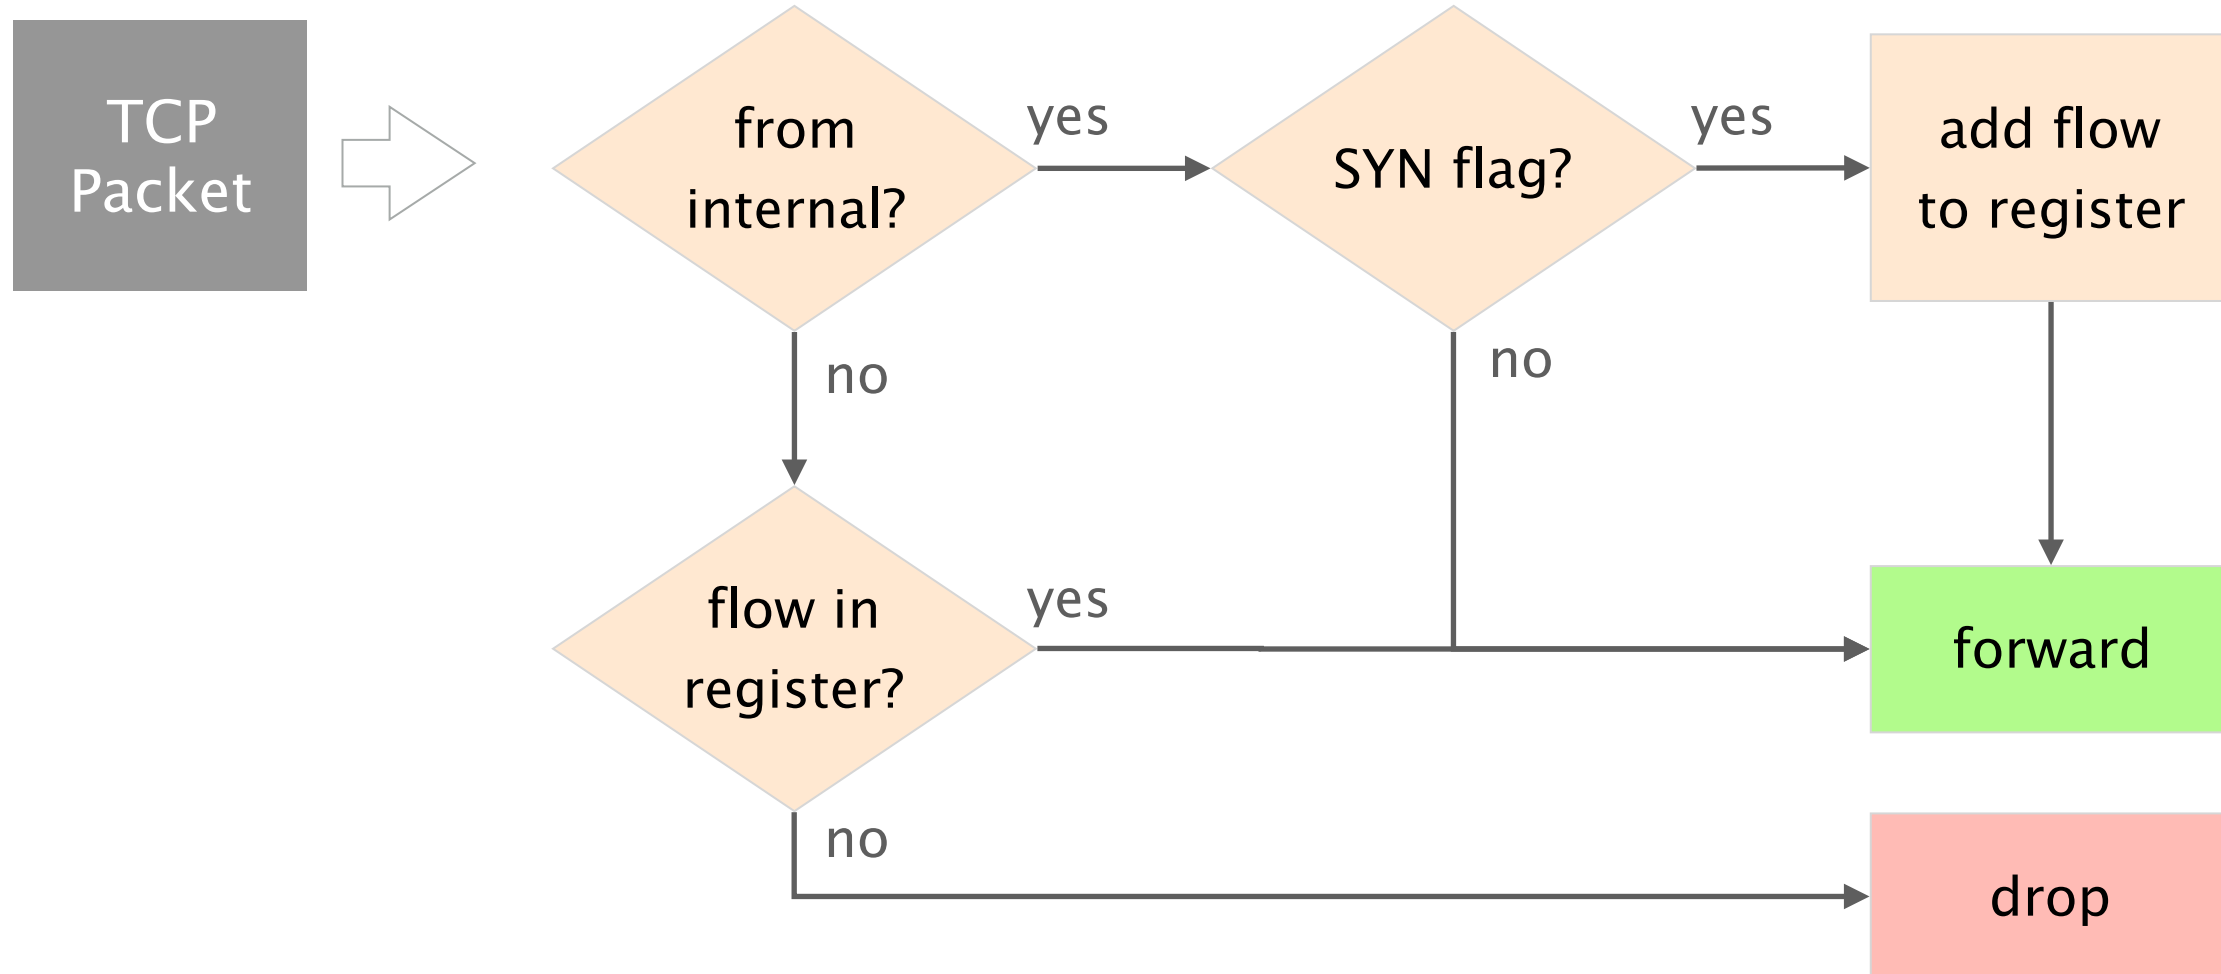 TCP
Packet
from
internal?
yes
SYN flag?
yes
add flow
to register
no
no
flow in
register?
yes
forward
no
drop